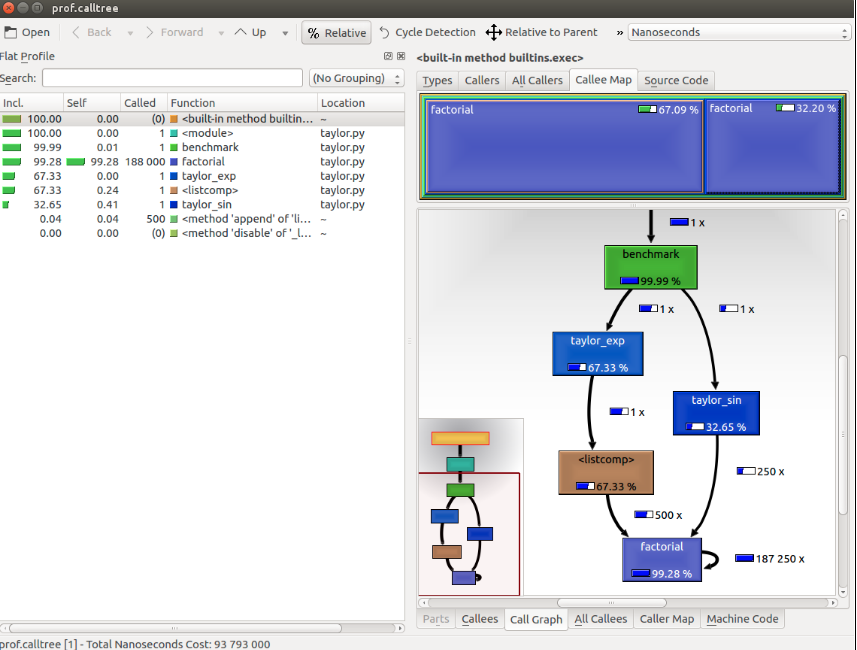 prof.calltree
Open Back Forward Up % Relative Cycle Detection Relative to Parent » Nanoseconds
Flat Profile
Search: (No Grouping)
Incl. Self Called Function Location
100.00 0.00 (0) <built-in method builtin... ~
100.00 0.00 1 <module> taylor.py
99.99 0.01 1 benchmark taylor.py
99.28 99.28 188 000 factorial taylor.py
67.33 0.00 1 taylor_exp taylor.py
67.33 0.24 1 <listcomp> taylor.py
32.65 0.41 1 taylor_sin taylor.py
0.04 0.04 500 <method 'append' of 'li... ~
0.00 0.00 (0) <method 'disable' of '_l... ~
<built-in method builtins.exec>
Types Callers All Callers Callee Map Source Code
factorial 67.09 % factorial 32.20 %
1 x
benchmark
99.99 %
1 x 1 x
taylor_exp
67.33 %
taylor_sin
32.65 %
1 x
<listcomp>
67.33 %
250 x
500 x
factorial
99.28 %
187 250 x
Parts Callees Call Graph All Callees Caller Map Machine Code
prof.calltree [1] - Total Nanoseconds Cost: 93 793 000